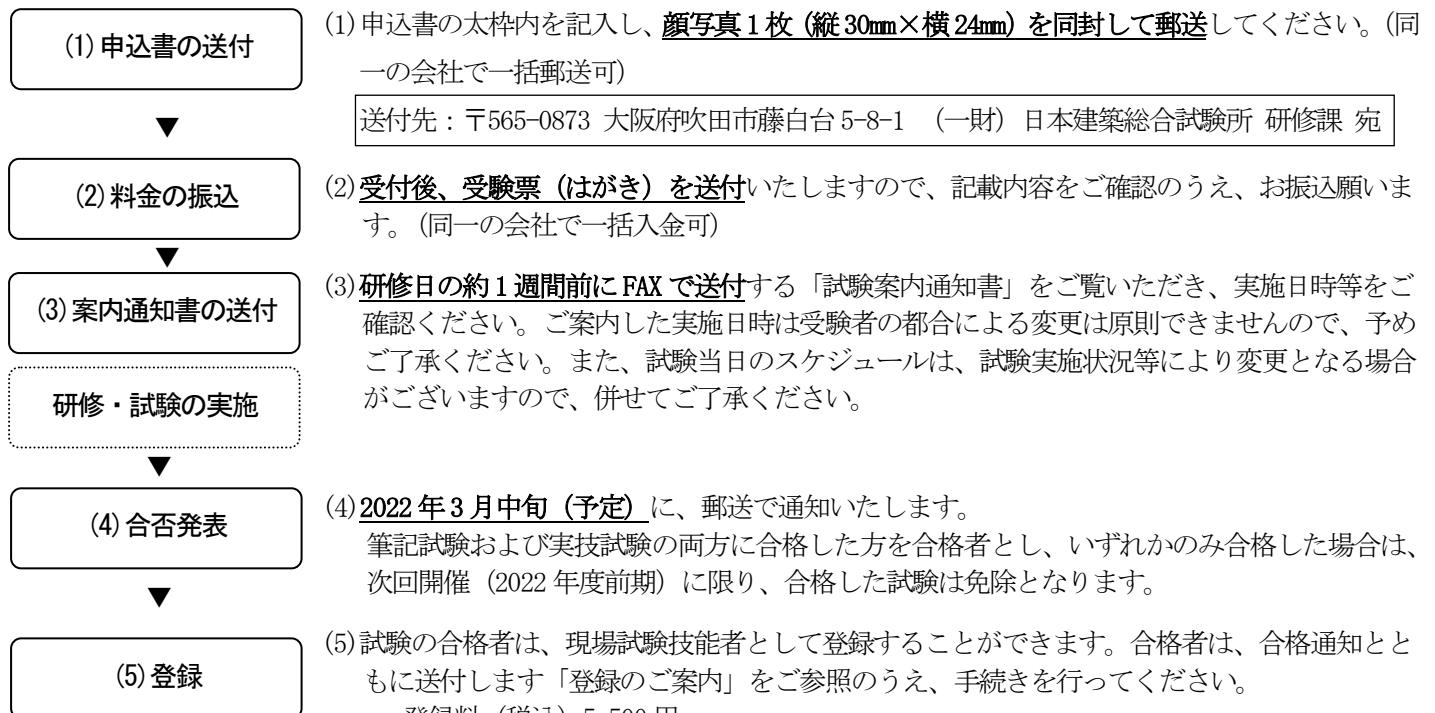 (1)申込書の送付
(1)申込書の太枠内を記入し、顔写真1枚(縦30mm×横24mm)を同封して郵送してください。(同
一の会社で一括郵送可)
▼
送付先：〒565-0873 大阪府吹田市藤白台5-8-1 （一財）日本建築総合試験所 研修課 宛
(2)料金の振込
(2)受付後、受験票（はがき）を送付いたしますので、記載内容をご確認のうえ、お振込願いま
す。(同一の会社で一括入金可)
▼
(3)案内通知書の送付
(3)研修日の約1週間前にFAXで送付する「試験案内通知書」をご覧いただき、実施日時等をご
確認ください。ご案内した実施日時は受験者の都合による変更は原則できませんので、予め
ご了承ください。また、試験当日のスケジュールは、試験実施状況等により変更となる場合
がございますので、併せてご了承ください。
研修・試験の実施
▼
(4)合否発表
(4)2022年3月中旬（予定）に、郵送で通知いたします。
筆記試験および実技試験の両方に合格した方を合格者とし、いずれかのみ合格した場合は、
次回開催（2022年度前期）に限り、合格した試験は免除となります。
▼
(5)登録
(5)試験の合格者は、現場試験技能者として登録することができます。合格者は、合格通知とと
もに送付します「登録のご案内」をご参照のうえ、手続きを行ってください。
登録料（税込）5,500円